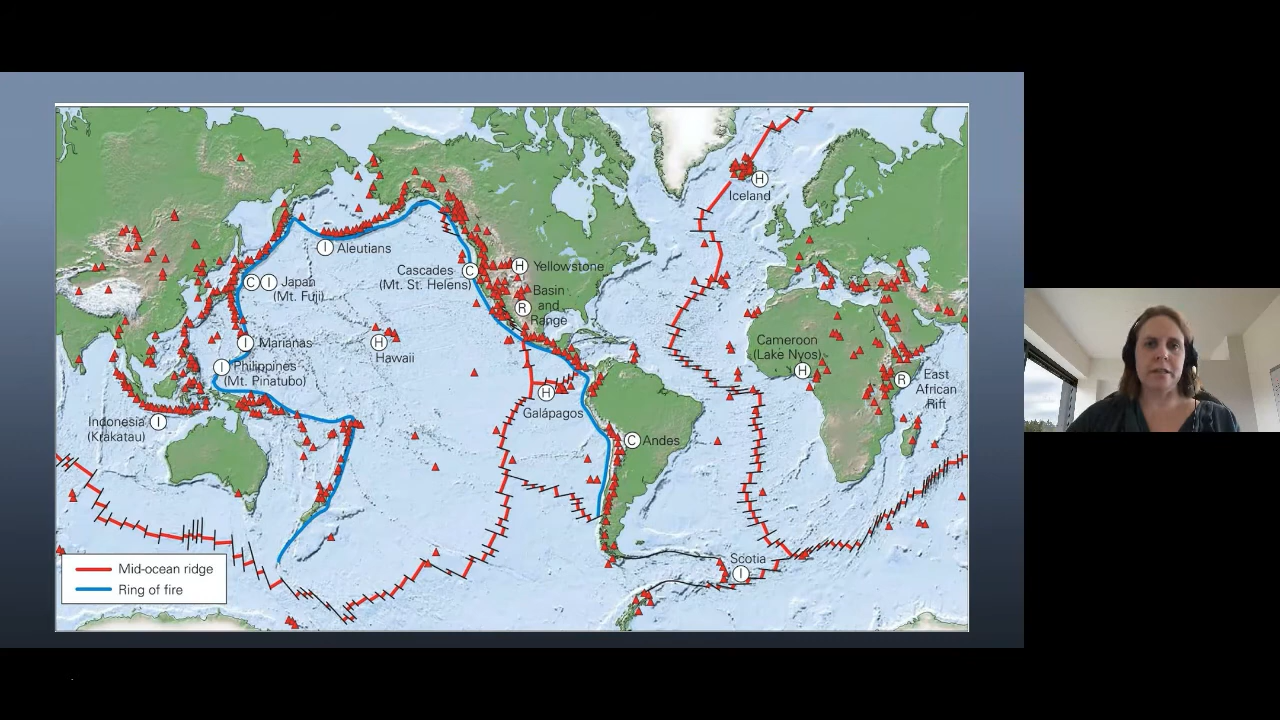 H
Iceland
I
Aleutians
Cascades
(Mt. St. Helens)
C
H
Yellowstone
C
I
Japan
(Mt. Fuji)
R
Basin
and
Range
I
Marianas
H
Hawaii
Cameroon
(Lake Nyos)
H
I
Philippines
(Mt. Pinatubo)
R
East
African
Rift
H
Galápagos
Indonesia
(Krakatau)
I
C
Andes
Scotia
I
Mid-ocean ridge
Ring of fire